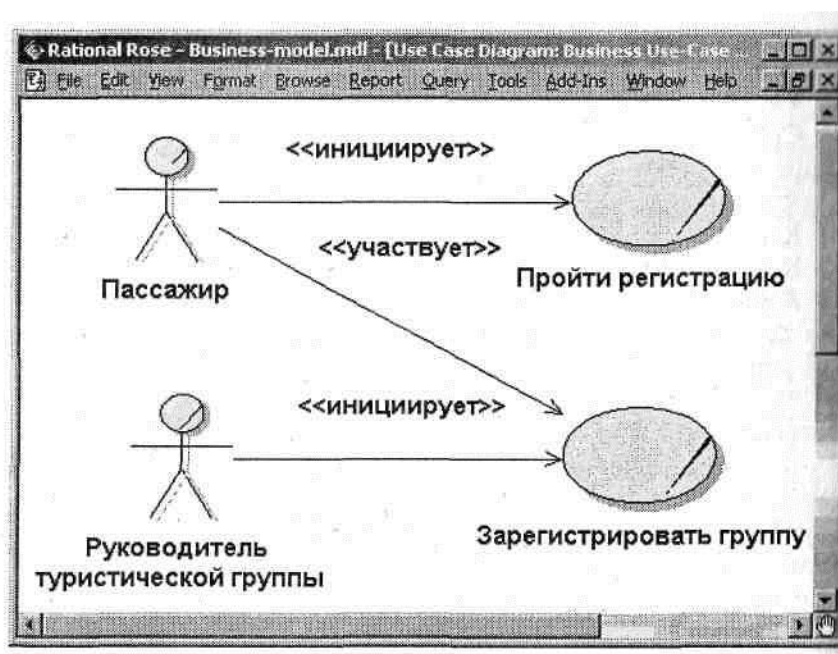 Rational Rose - Business-model.mdl - [Use Case Diagram: Business Use-Case ...
File Edit View Format Browse Report Query Tools Add-Ins Window Help
<<инициирует>>
<<участвует>>
Пройти регистрацию
Пассажир
<<инициирует>>
Зарегистрировать группу
Руководитель
туристической группы